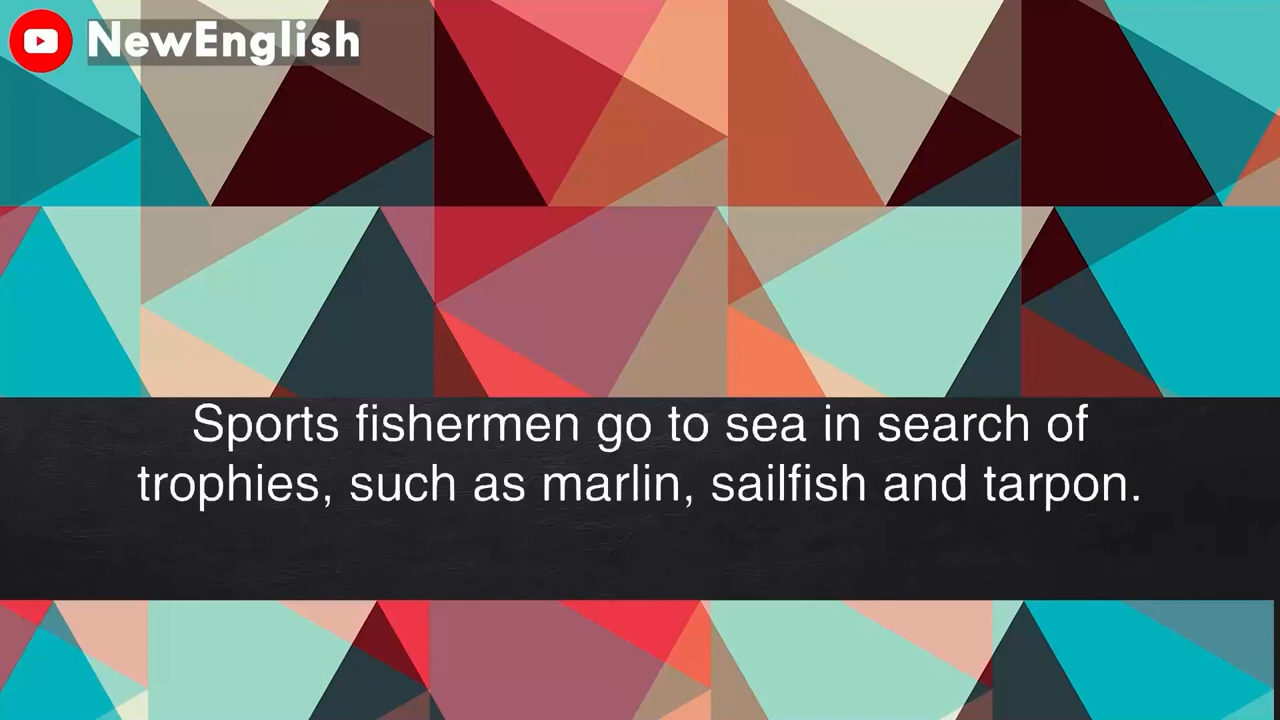 NewEnglish
Sports fishermen go to sea in search of
trophies, such as marlin, sailfish and tarpon.